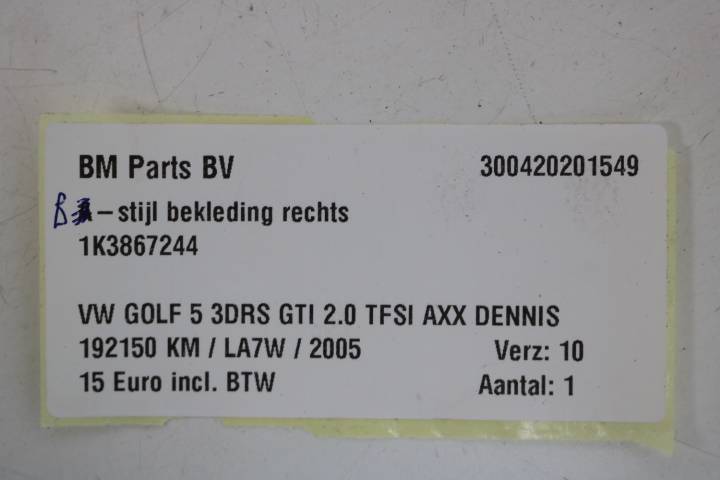 BM Parts BV 300420201549
B-stijl bekleding rechts
1K3867244
VW GOLF 5 3DRS GTI 2.0 TFSI AXX DENNIS
192150 KM / LA7W / 2005 Verz: 10
15 Euro incl. BTW Aantal: 1